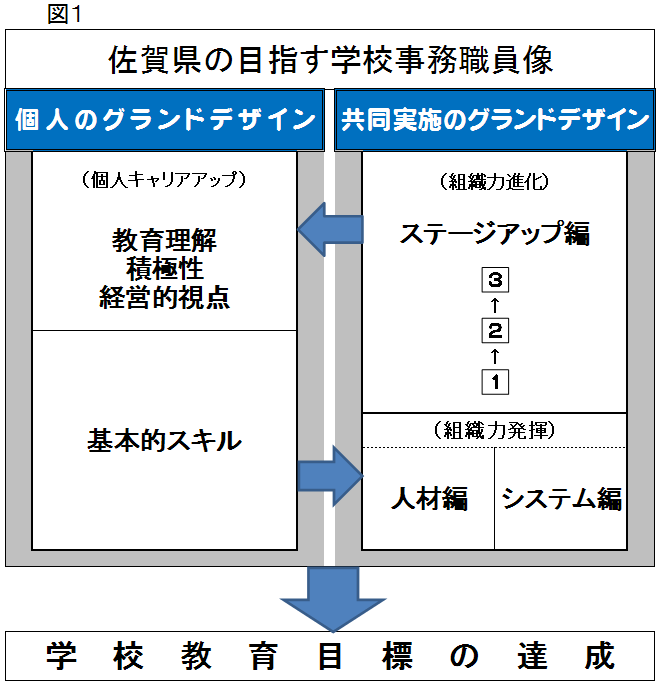 図1
佐賀県の目指す学校事務職員像
個人のグランドデザイン
共同実施のグランドデザイン
（個人キャリアアップ）
教育理解
積極性
経営的視点
基本的スキル
（組織力進化）
ステージアップ編
3
↑
2
↑
1
（組織力発揮）
人材編
システム編
学校教育目標の達成